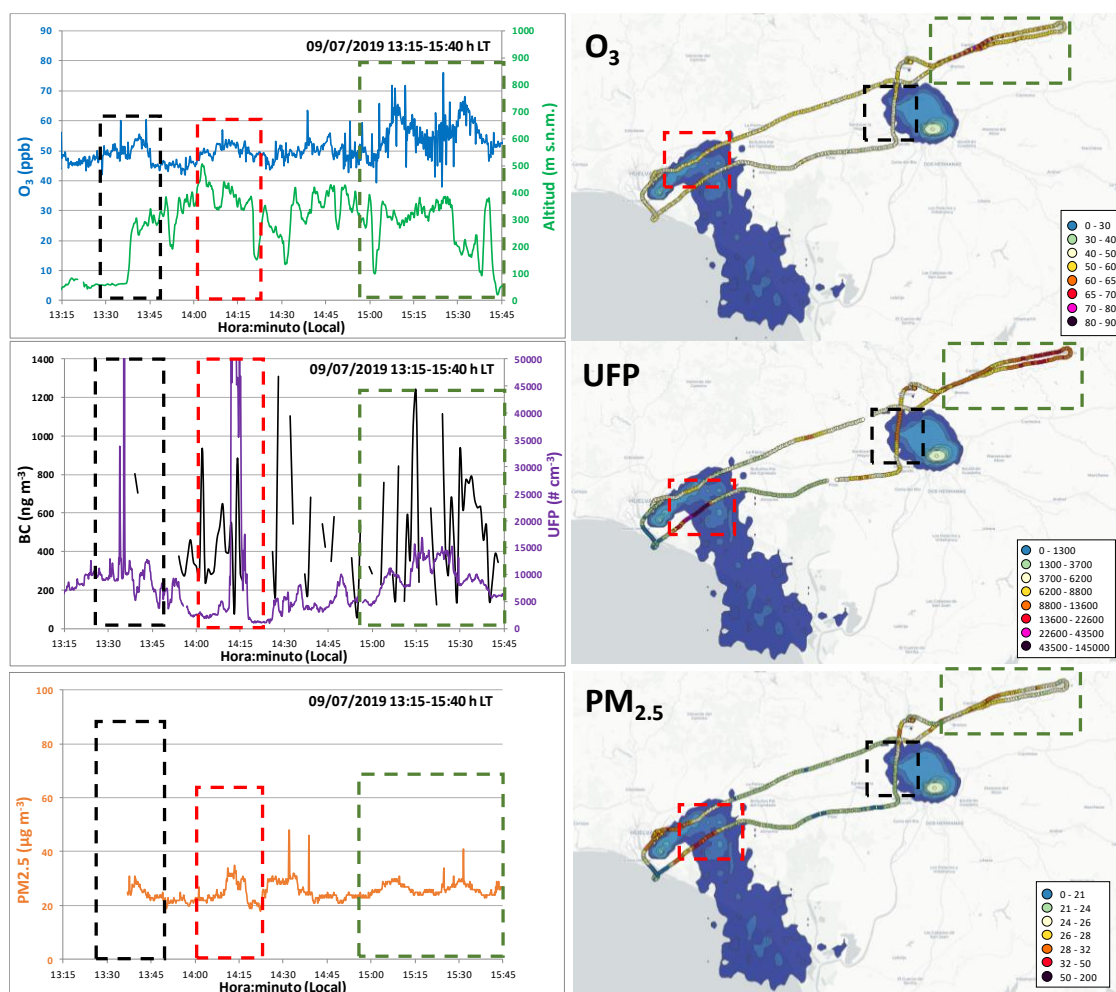 09/07/2019 13:15-15:40 h LT
O3 (ppb)
90
80
70
60
50
40
30
20
10
0
Altitud (m s.n.m.)
1000
900
800
700
600
500
400
300
200
100
0
13:15 13:30 13:45 14:00 14:15 14:30 14:45 15:00 15:15 15:30 15:45
Hora:minuto (Local)
O3
HUELVA
DOS HERMANAS
0 - 30
30 - 40
40 - 50
50 - 60
60 - 65
65 - 70
70 - 80
80 - 90
09/07/2019 13:15-15:40 h LT
BC (ng m-3)
1400
1200
1000
800
600
400
200
0
UFP (# cm-3)
50000
45000
40000
35000
30000
25000
20000
15000
10000
5000
0
13:15 13:30 13:45 14:00 14:15 14:30 14:45 15:00 15:15 15:30 15:45
Hora:minuto (Local)
UFP
DOS HERMANAS
0 - 1300
1300 - 3700
3700 - 6200
6200 - 8800
8800 - 13600
13600 - 22600
22600 - 43500
43500 - 145000
09/07/2019 13:15-15:40 h LT
PM2.5 (µg m-3)
100
80
60
40
20
0
13:15 13:30 13:45 14:00 14:15 14:30 14:45 15:00 15:15 15:30 15:45
Hora:minuto (Local)
PM2.5
DOS HERMANAS
0 - 21
21 - 24
24 - 26
26 - 28
28 - 32
32 - 50
50 - 200